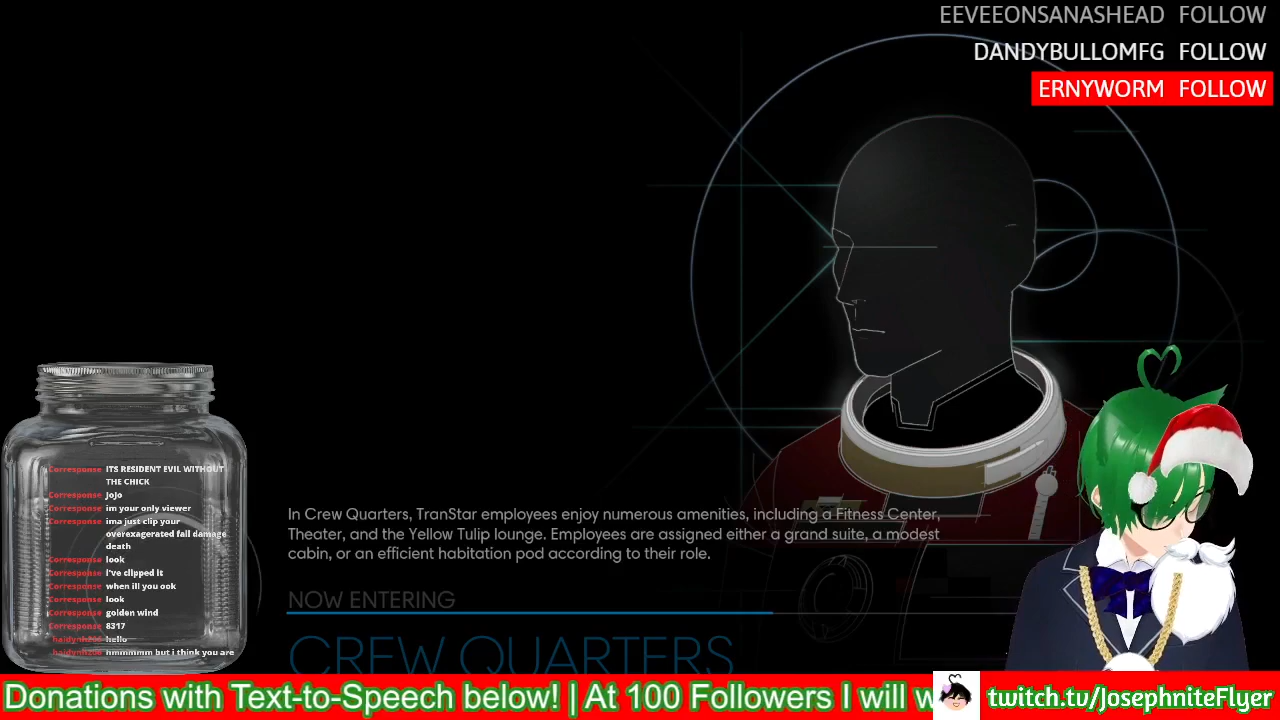 EEVEEONSANASHEAD FOLLOW
DANDYBULLOMFG FOLLOW
ERNYWORM FOLLOW
Corresponse ITS RESIDENT EVIL WITHOUT
THE CHICK
Corresponse JoJo
Corresponse im your only viewer
Corresponse ima just clip your
overexagerated fall damage
death
Corresponse look
Corresponse i've clipped it
Corresponse when ill you ook
Corresponse look
Corresponse golden wind
Corresponse 8317
hello
hmmmmm but i think you are
In Crew Quarters, TranStar employees enjoy numerous amenities, including a Fitness Center,
Theater, and the Yellow Tulip lounge. Employees are assigned either a grand suite, a modest
cabin, or an efficient habitation pod according to their role.
NOW ENTERING
CREW QUARTERS
Donations with Text-to-Speech below! | At 100 Followers I will w
twitch.tv/JosephniteFlyer